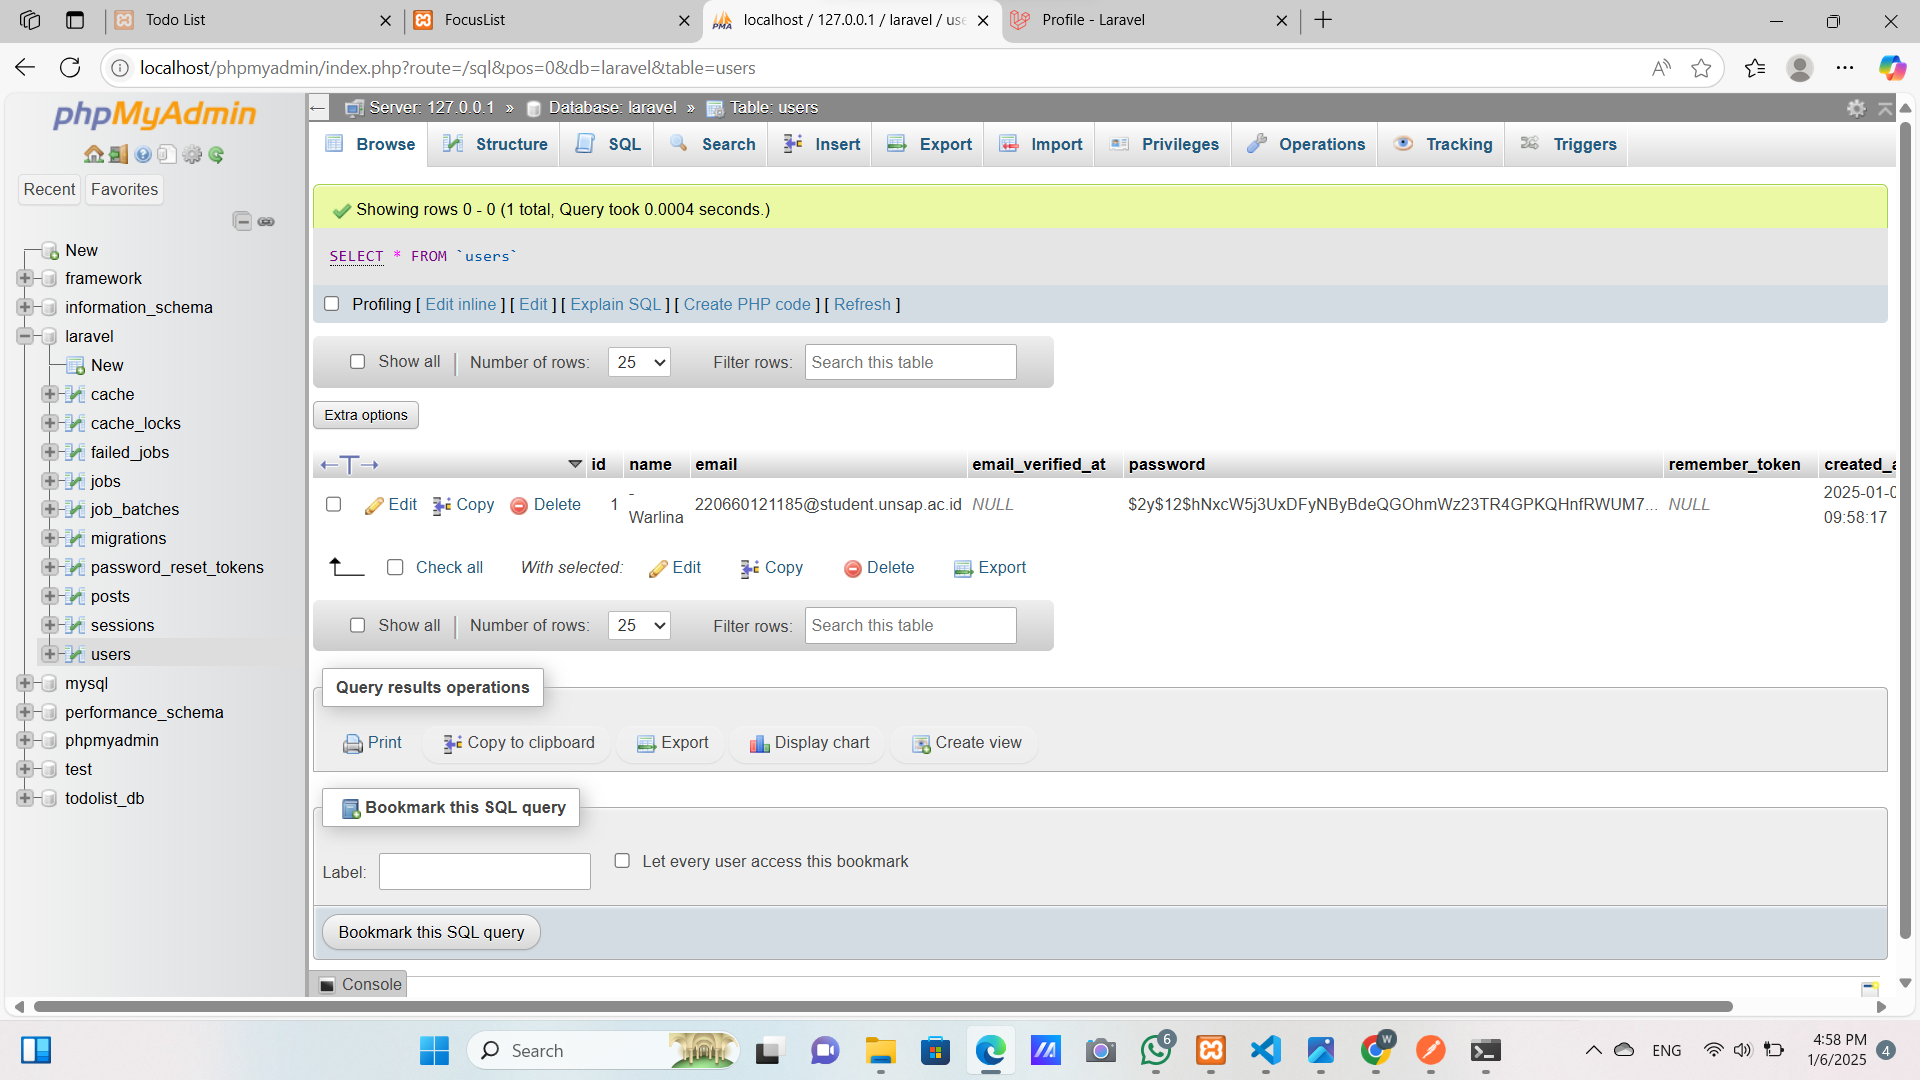 Todo List
FocusList
localhost / 127.0.0.1 / laravel / use
Profile - Laravel
localhost/phpmyadmin/index.php?route=/sql&pos=0&db=laravel&table=users
phpMyAdmin
Server: 127.0.0.1 » Database: laravel » Table: users
Browse Structure SQL Search Insert Export Import Privileges Operations Tracking Triggers
Recent Favorites
New
framework
information_schema
laravel
New
cache
cache_locks
failed_jobs
jobs
job_batches
migrations
password_reset_tokens
posts
sessions
users
mysql
performance_schema
phpmyadmin
test
todolist_db
Showing rows 0 - 0 (1 total, Query took 0.0004 seconds.)
SELECT * FROM `users`
Profiling [ Edit inline ] [ Edit ] [ Explain SQL ] [ Create PHP code ] [ Refresh ]
Show all Number of rows: 25 Filter rows: Search this table
Extra options
id name email email_verified_at password remember_token created_a
Edit Copy Delete 1 - Warlina 220660121185@student.unsap.ac.id NULL $2y$12$hNxcW5j3UxDFyNByBdeQGOhmWz23TR4GPKQHnfRWUM7... NULL 2025-01-0
09:58:17
Check all With selected: Edit Copy Delete Export
Show all Number of rows: 25 Filter rows: Search this table
Query results operations
Print Copy to clipboard Export Display chart Create view
Bookmark this SQL query
Label: Let every user access this bookmark
Bookmark this SQL query
Console
Search
6
W
ENG
4:58 PM
1/6/2025
4